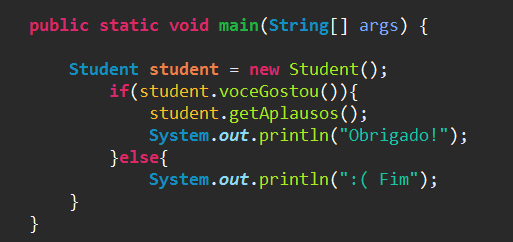 public static void main(String[] args) {
Student student = new Student();
if(student.voceGostou()){
student.getAplausos();
System.out.println("Obrigado!");
}else{
System.out.println(":( Fim");
}
}